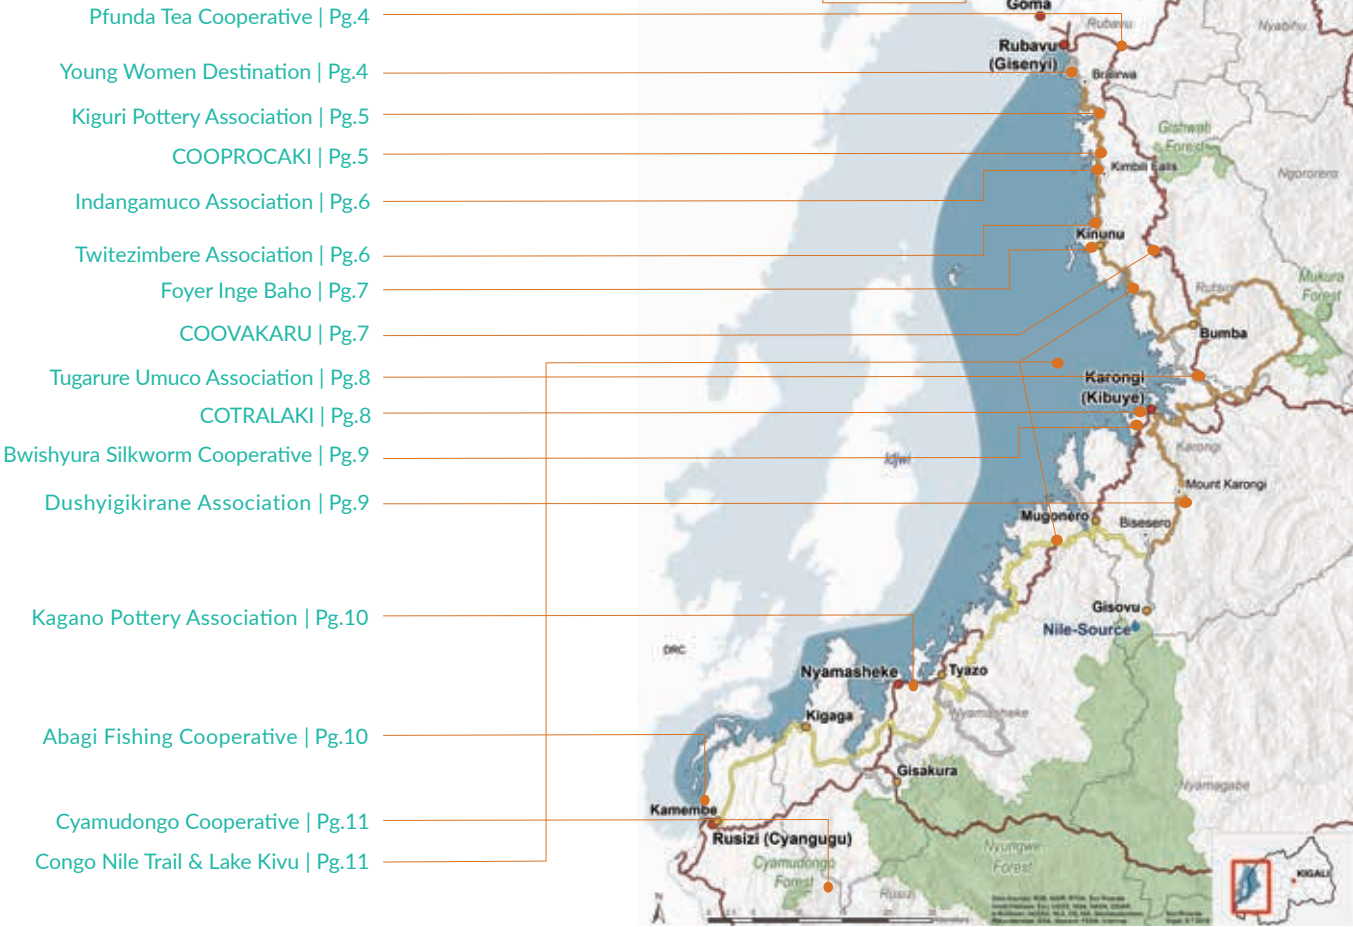 Pfunda Tea Cooperative | Pg.4
Young Women Destination | Pg.4
Kiguri Pottery Association | Pg.5
COOPROCAKI | Pg.5
Indangamuco Association | Pg.6
Twitezimbere Association | Pg.6
Foyer Inge Baho | Pg.7
COOVAKARU | Pg.7
Tugarure Umuco Association | Pg.8
COTRALAKI | Pg.8
Bwishyura Silkworm Cooperative | Pg.9
Dushyigikirane Association | Pg.9
Kagano Pottery Association | Pg.10
Abagi Fishing Cooperative | Pg.10
Cyamudongo Cooperative | Pg.11
Congo Nile Trail & Lake Kivu | Pg.11
Goma
Rubavu
Nyabihu
Rubavu
(Gisenyi)
Bralirwa
Gishwati
Forest
Kimbili Falls
Ngororero
Kinunu
Mukura
Forest
Rutsiro
Bumba
Karongi
(Kibuye)
Karongi
Idjwi
Mount Karongi
Mugonero
Bisesero
Gisovu
Nile-Source
DRC
Nyamasheke
Tyazo
Kigaga
Nyamasheke
Gisakura
Nyamagabe
Kamembe
Rusizi (Cyangugu)
Cyamudongo
Forest
Nyungwe
Forest
Rusizi
KIGALI
N